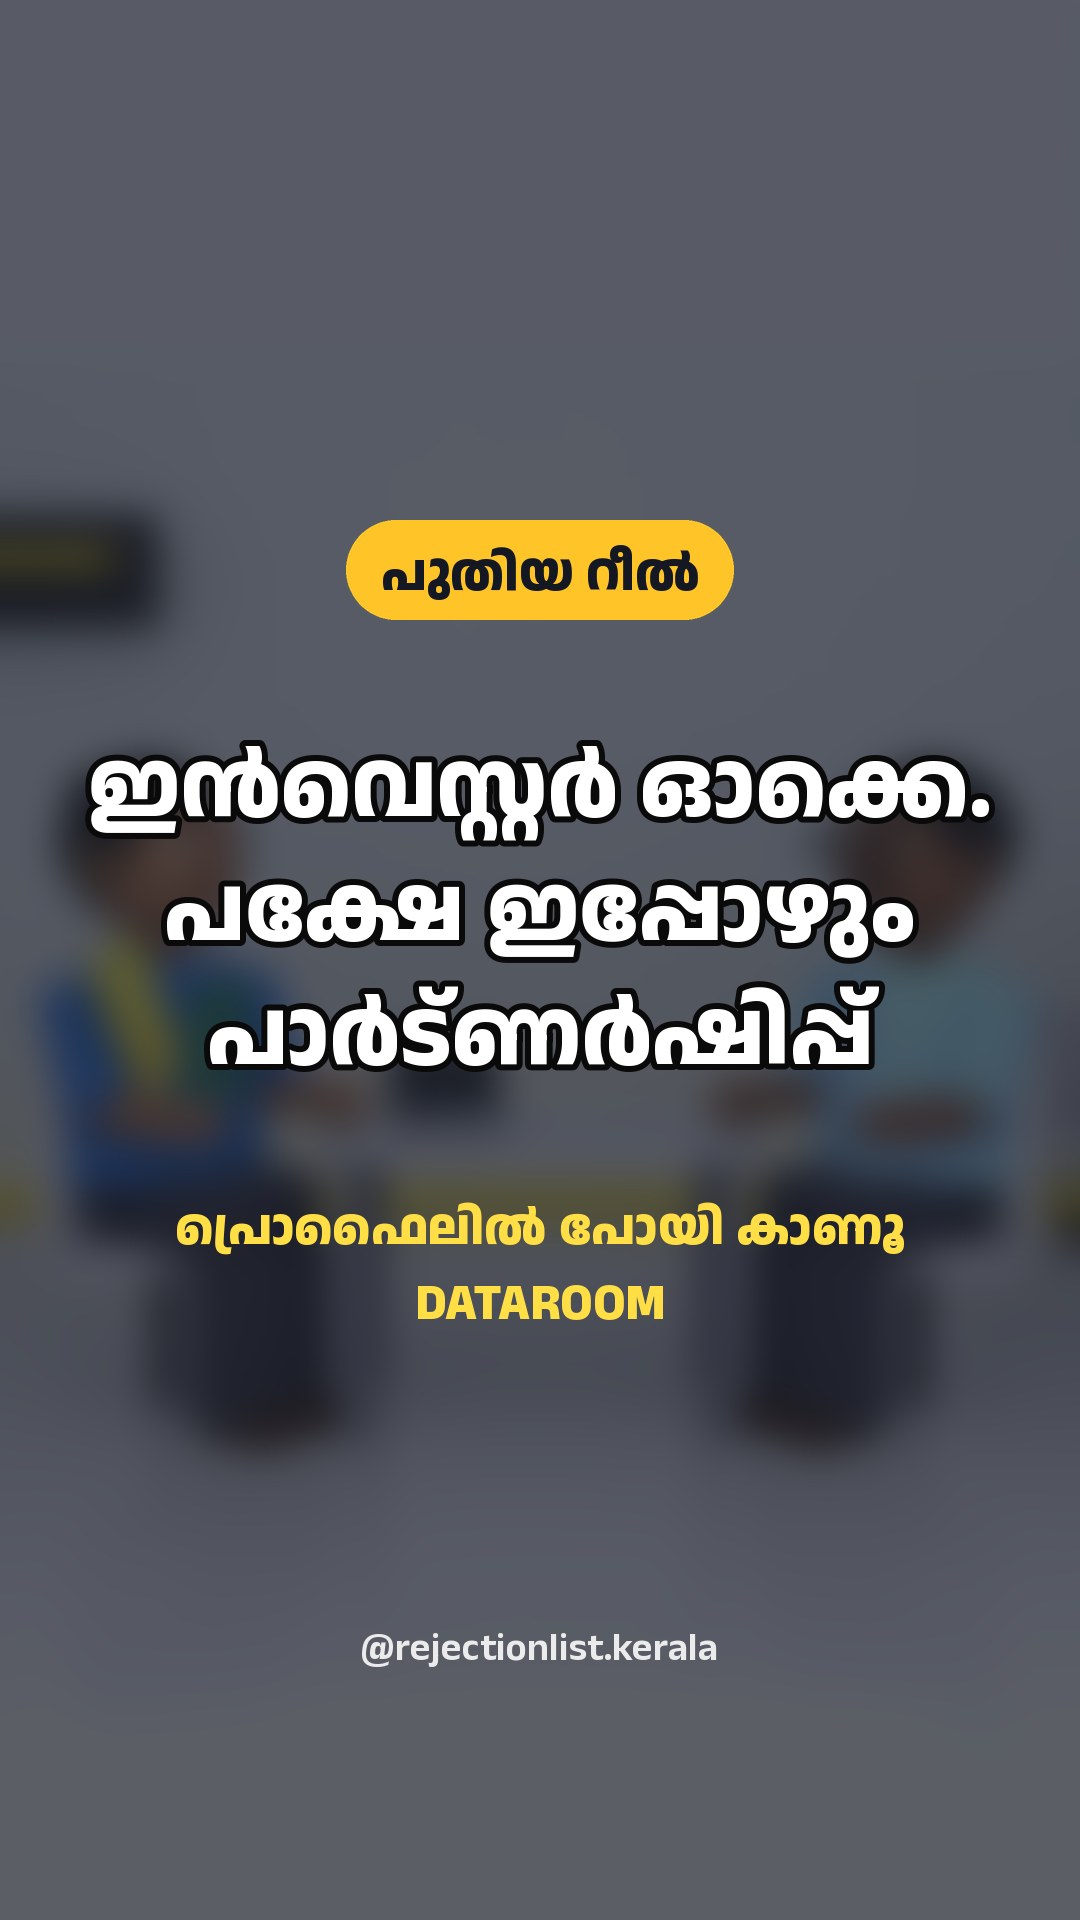 പുതിയ റീൽ
ഇൻവെസ്റ്റർ ഓക്കെ.
പക്ഷേ ഇപ്പോഴും
പാർട്ണർഷിപ്പ്
പ്രൊഫൈലിൽ പോയി കാണൂ
DATAROOM
@rejectionlist.kerala